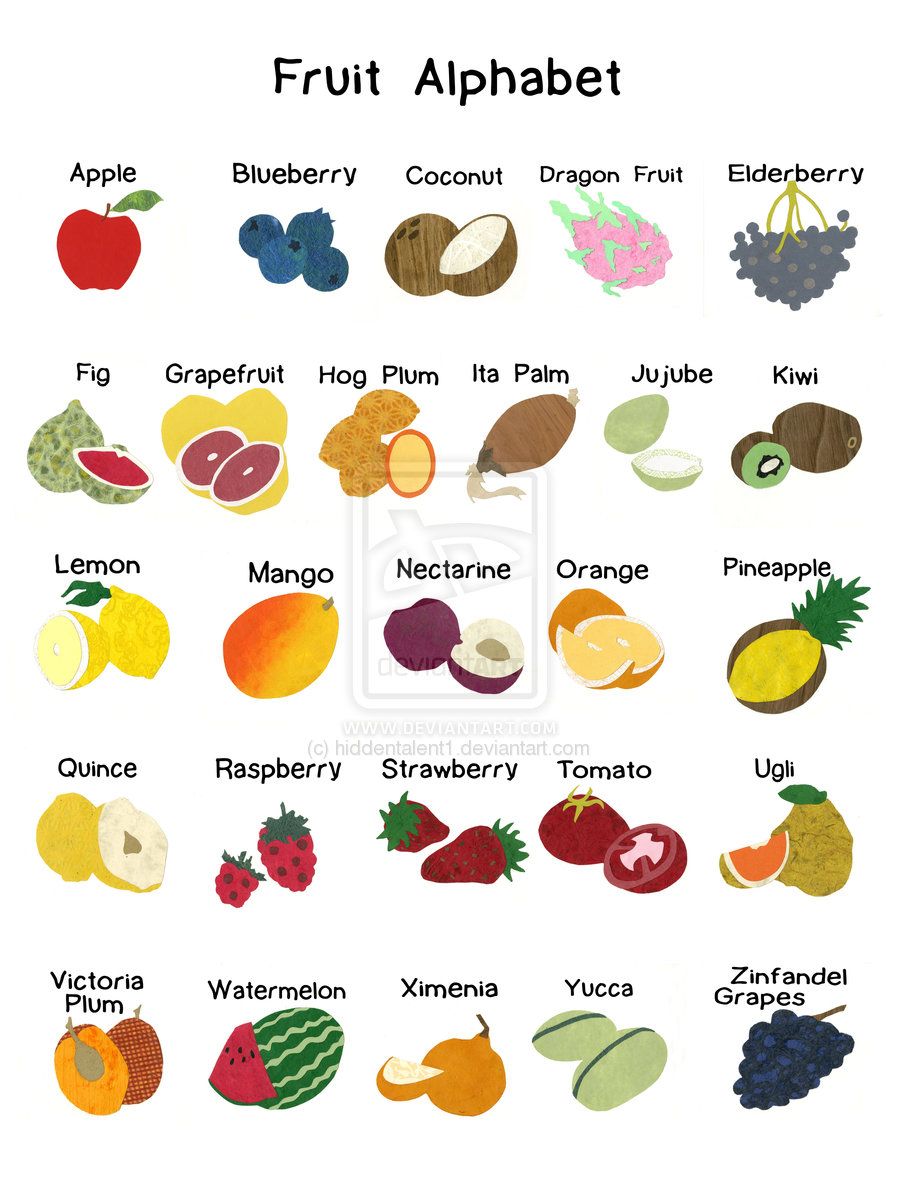 Fruit Alphabet
Apple
Blueberry
Coconut
Dragon Fruit
Elderberry
Fig
Grapefruit
Hog Plum
Ita Palm
Jujube
Kiwi
Lemon
Mango
Nectarine
Orange
Pineapple
deviantART
WWW.DEVIANTART.COM
(c) hiddentalent1.deviantart.com
Quince
Raspberry
Strawberry
Tomato
Ugli
Victoria
Plum
Watermelon
Ximenia
Yucca
Zinfandel
Grapes